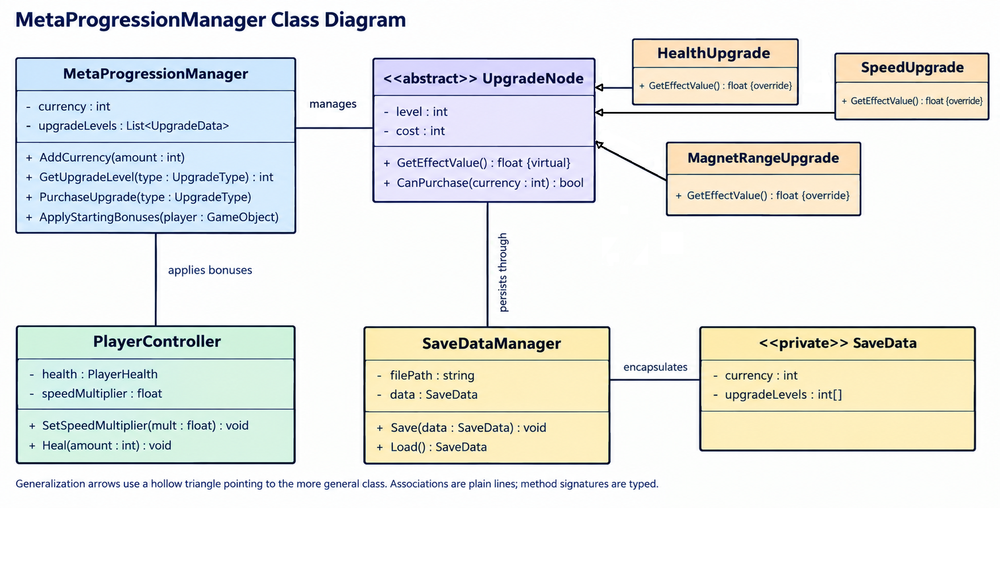 MetaProgressionManager Class Diagram
MetaProgressionManager
- currency : int
- upgradeLevels : List<UpgradeData>
+ AddCurrency(amount : int)
+ GetUpgradeLevel(type : UpgradeType) : int
+ PurchaseUpgrade(type : UpgradeType)
+ ApplyStartingBonuses(player : GameObject)
manages
<<abstract>> UpgradeNode
- level : int
- cost : int
+ GetEffectValue() : float {virtual}
+ CanPurchase(currency : int) : bool
HealthUpgrade
+ GetEffectValue() : float {override}
SpeedUpgrade
+ GetEffectValue() : float {override}
MagnetRangeUpgrade
+ GetEffectValue() : float {override}
applies bonuses
persists through
PlayerController
- health : PlayerHealth
- speedMultiplier : float
+ SetSpeedMultiplier(mult : float) : void
+ Heal(amount : int) : void
SaveDataManager
- filePath : string
- data : SaveData
+ Save(data : SaveData) : void
+ Load() : SaveData
encapsulates
<<private>> SaveData
- currency : int
- upgradeLevels : int[]
Generalization arrows use a hollow triangle pointing to the more general class. Associations are plain lines; method signatures are typed.